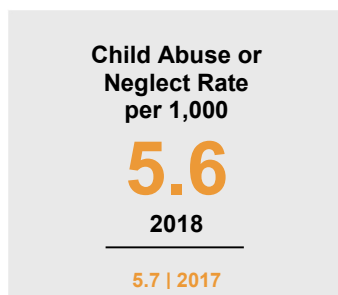 Child Abuse or
Neglect Rate
per 1,000
5.6
2018
5.7 | 2017